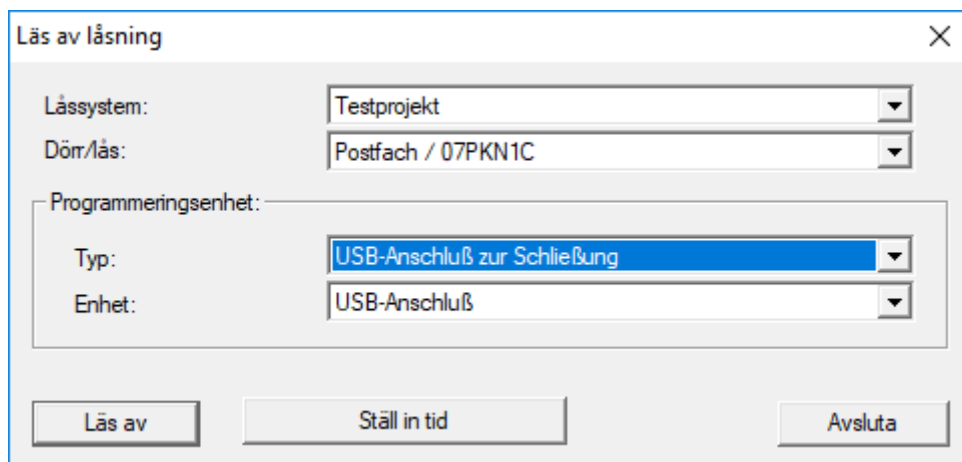 Läs av låsning
Låssystem: Testprojekt
Dörr/lås: Postfach / 07PKN1C
Programmeringsenhet:
Typ: USB-Anschluß zur Schließung
Enhet: USB-Anschluß
Läs av Ställ in tid Avsluta